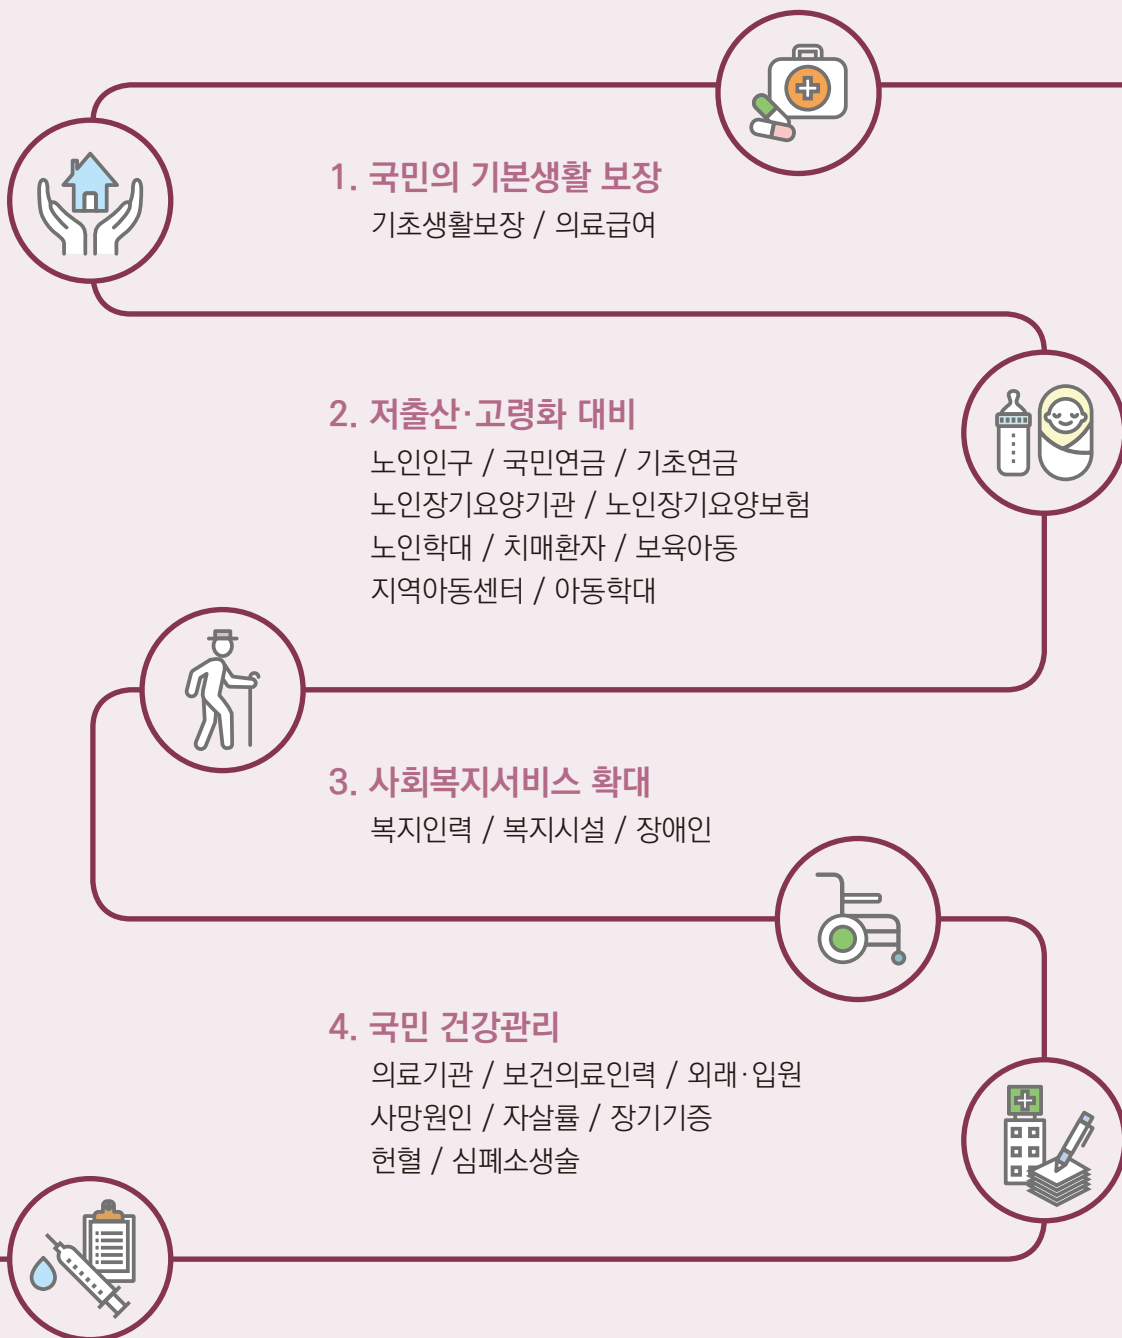 1. 국민의 기본생활 보장
기초생활보장 / 의료급여
2. 저출산·고령화 대비
노인인구 / 국민연금 / 기초연금
노인장기요양기관 / 노인장기요양보험
노인학대 / 치매환자 / 보육아동
지역아동센터 / 아동학대
3. 사회복지서비스 확대
복지인력 / 복지시설 / 장애인
4. 국민 건강관리
의료기관 / 보건의료인력 / 외래·입원
사망원인 / 자살률 / 장기기증
헌혈 / 심폐소생술